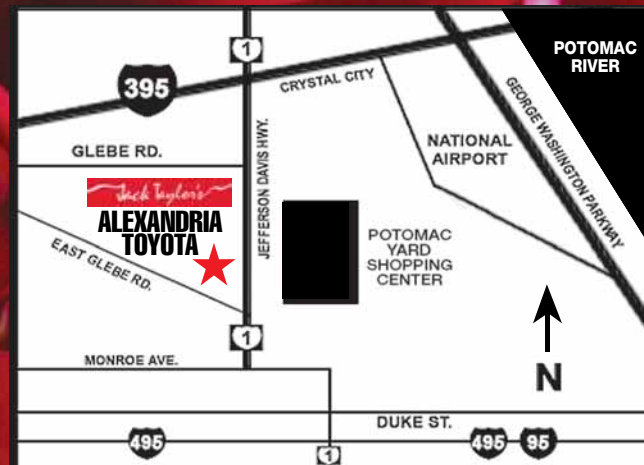 POTOMAC
RIVER
1
395
CRYSTAL CITY
GEORGE WASHINGTON PARKWAY
GLEBE RD.
JEFFERSON DAVIS HWY.
NATIONAL
AIRPORT
Jack Taylor's
ALEXANDRIA
TOYOTA
EAST GLEBE RD.
POTOMAC
YARD
SHOPPING
CENTER
1
MONROE AVE.
N
DUKE ST.
495
1
495
95